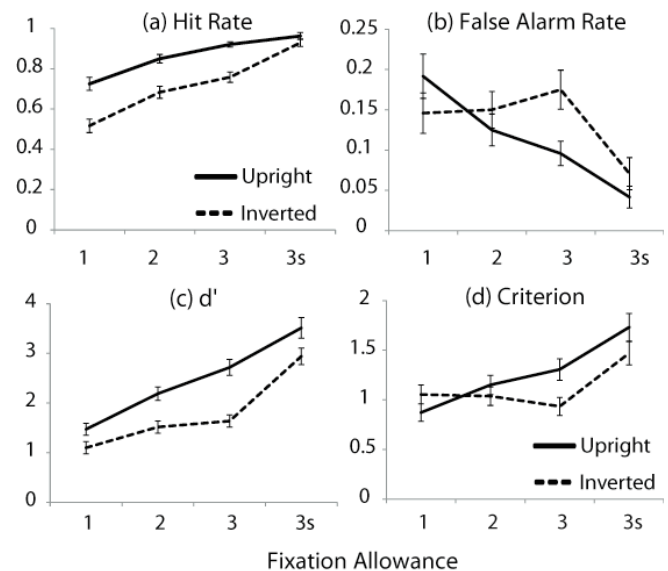 (a) Hit Rate
1
0.8
0.6
0.4
0.2
0
Upright
Inverted
1 2 3 3s
(b) False Alarm Rate
0.25
0.2
0.15
0.1
0.05
0
1 2 3 3s
(c) d'
4
3
2
1
0
1 2 3 3s
(d) Criterion
2
1.5
1
0.5
0
Upright
Inverted
1 2 3 3s
Fixation Allowance